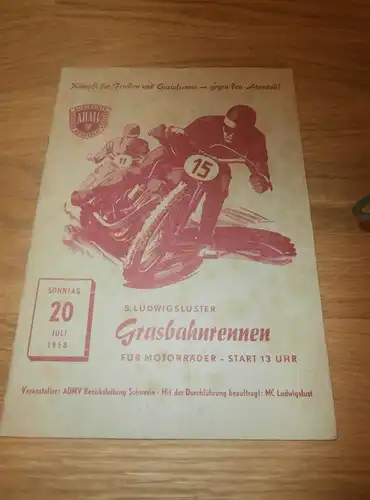 Kämpft für Frieden und Sozialismus — gegen den Atomtod!
ADMV
11
15
SONNTAG
20
JULI
1958
LUDWIGSLUSTER
Grasbahnrennen
FÜR MOTORRÄDER - START 13 UHR
Veranstalter: ADMV Bezirksleitung Schwerin - Mit der Durchführung beauftragt: MC Ludwigslust